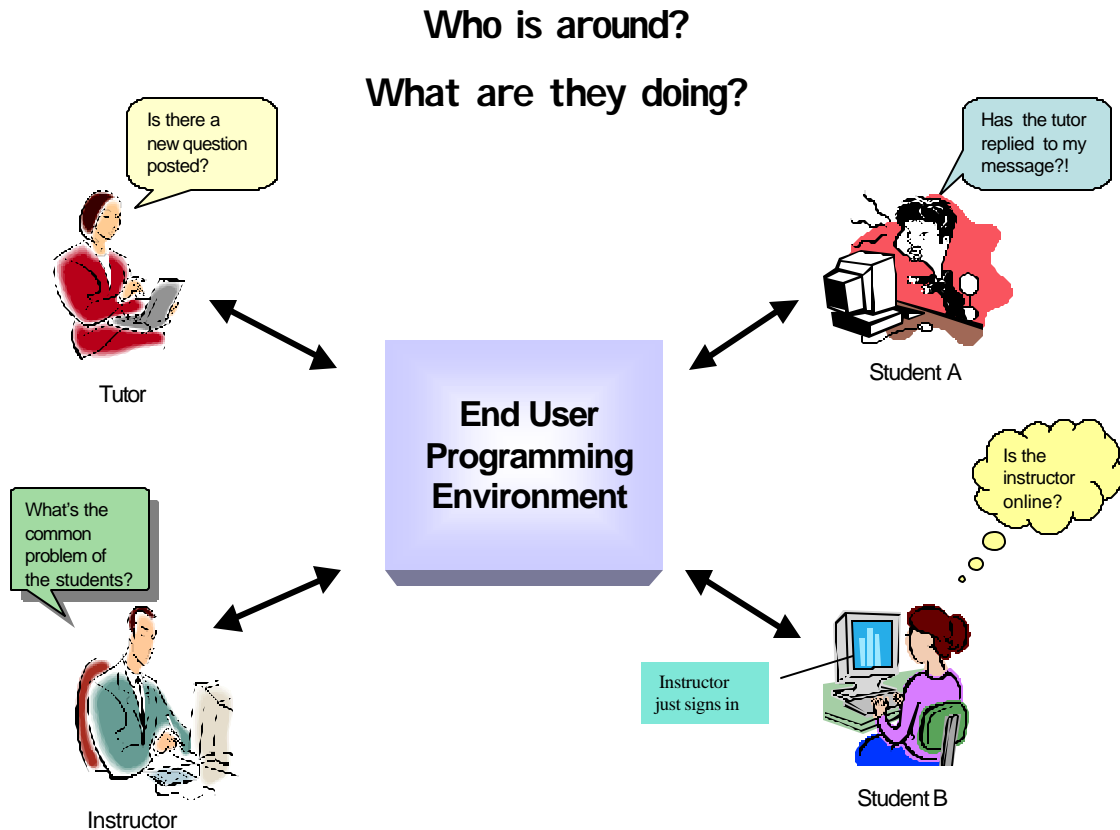 Who is around?
What are they doing?
Is there a
new question
posted?
Has the tutor
replied to my
message?!
Tutor
Student A
End User
Programming
Environment
What's the
common
problem of
the students?
Is the
instructor
online?
Instructor
just signs in
Instructor
Student B